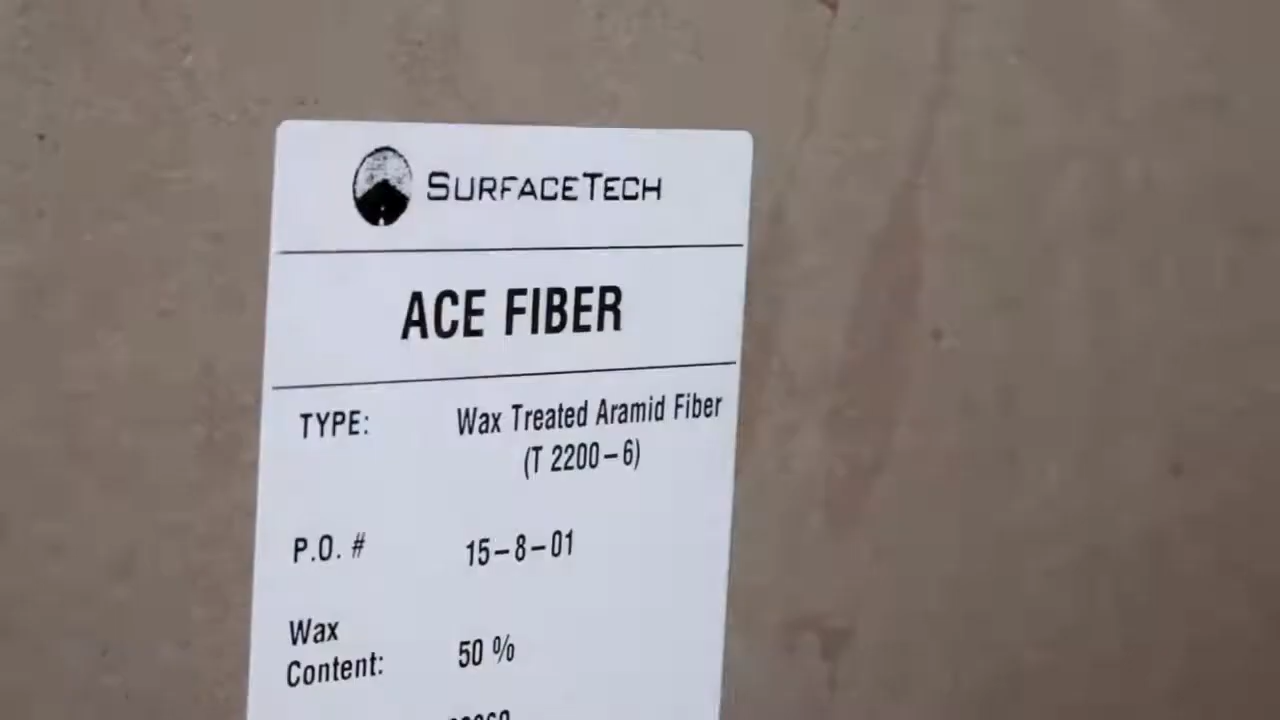 SURFACETECH
ACE FIBER
TYPE: Wax Treated Aramid Fiber
(T 2200-6)
P.O. # 15-8-01
Wax
Content: 50 %